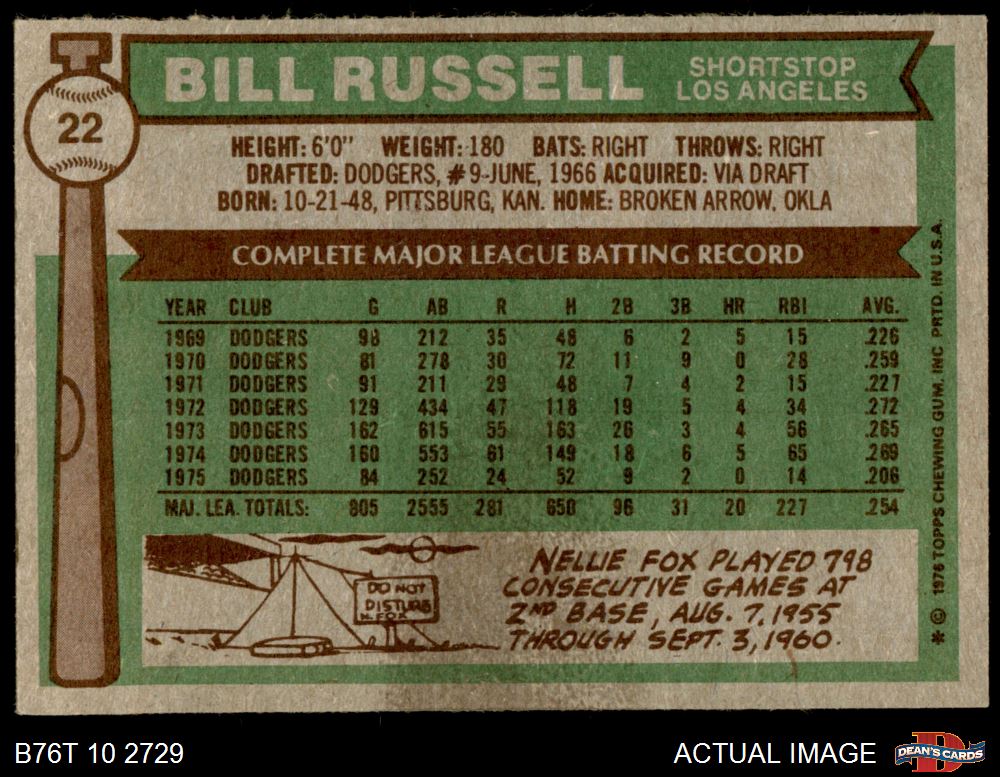 22
BILL RUSSELL
SHORTSTOP
LOS ANGELES
HEIGHT: 6'0" WEIGHT: 180 BATS: RIGHT THROWS: RIGHT
DRAFTED: DODGERS, #9-JUNE, 1966 ACQUIRED: VIA DRAFT
BORN: 10-21-48, PITTSBURG, KAN. HOME: BROKEN ARROW, OKLA
COMPLETE MAJOR LEAGUE BATTING RECORD
YEAR CLUB G AB R H 2B 3B HR RBI AVG.
1969 DODGERS 98 212 35 48 6 2 5 15 .226
1970 DODGERS 81 278 30 72 11 9 0 28 .259
1971 DODGERS 91 211 29 48 7 4 2 15 .227
1972 DODGERS 129 434 47 118 19 5 4 34 .272
1973 DODGERS 162 615 55 163 26 3 4 56 .265
1974 DODGERS 160 553 61 149 18 6 5 65 .269
1975 DODGERS 84 252 24 52 9 2 0 14 .206
MAJ. LEA. TOTALS: 805 2555 281 650 96 31 20 227 .254
DO NOT
DISTURB
N. FOX
NELLIE FOX PLAYED 798
CONSECUTIVE GAMES AT
2ND BASE, AUG. 7, 1955
THROUGH SEPT. 3, 1960.
* © 1976 TOPPS CHEWING GUM, INC PRTD. IN U.S.A.
B76T 10 2729
ACTUAL IMAGE
D
DEAN'S CARDS